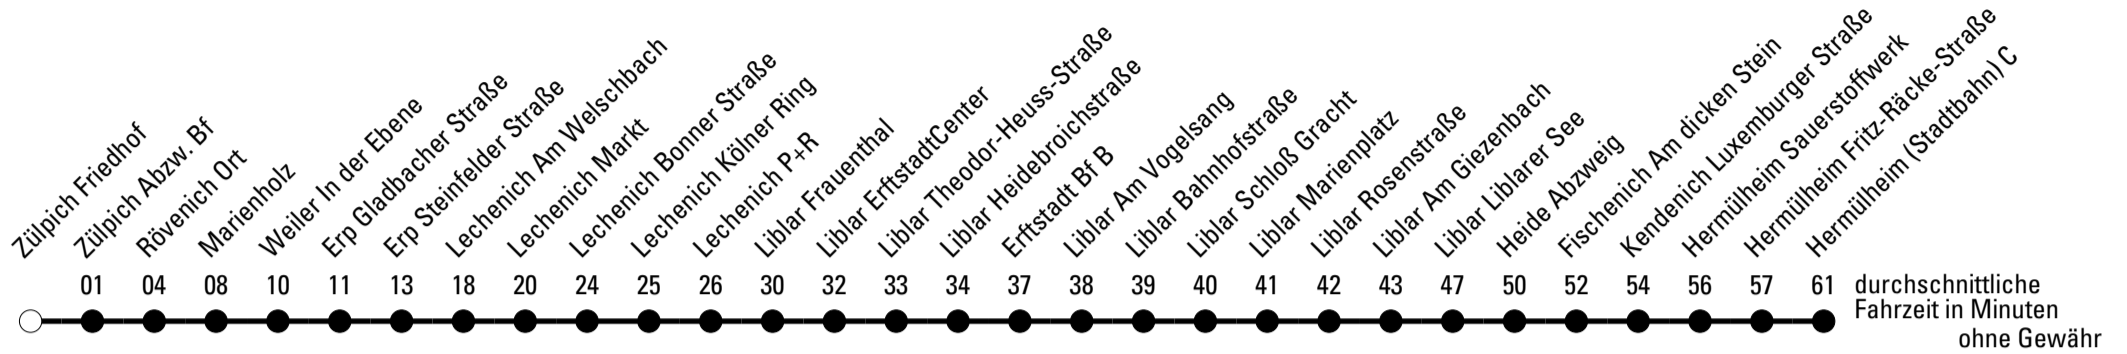 Zülpich Friedhof
Zülpich Abzw. Bf
Rövenich Ort
Marienholz
Weiler In der Ebene
Erp Gladbacher Straße
Erp Steinfelder Straße
Lechenich Am Welschbach
Lechenich Markt
Lechenich Bonner Straße
Lechenich Kölner Ring
Lechenich P+R
Liblar Frauenthal
Liblar ErftstadtCenter
Liblar Theodor-Heuss-Straße
Liblar Heidebroichstraße
Erftstadt Bf B
Liblar Am Vogelsang
Liblar Bahnhofstraße
Liblar Schloß Gracht
Liblar Marienplatz
Liblar Rosenstraße
Liblar Am Giezenbach
Liblar Liblarer See
Heide Abzweig
Fischenich Am dicken Stein
Kendenich Luxemburger Straße
Hermülheim Sauerstoffwerk
Hermülheim Fritz-Räcke-Straße
Hermülheim (Stadtbahn) C
01 04 08 10 11 13 18 20 24 25 26 30 32 33 34 37 38 39 40 41 42 43 47 50 52 54 56 57 61
durchschnittliche
Fahrzeit in Minuten
ohne Gewähr